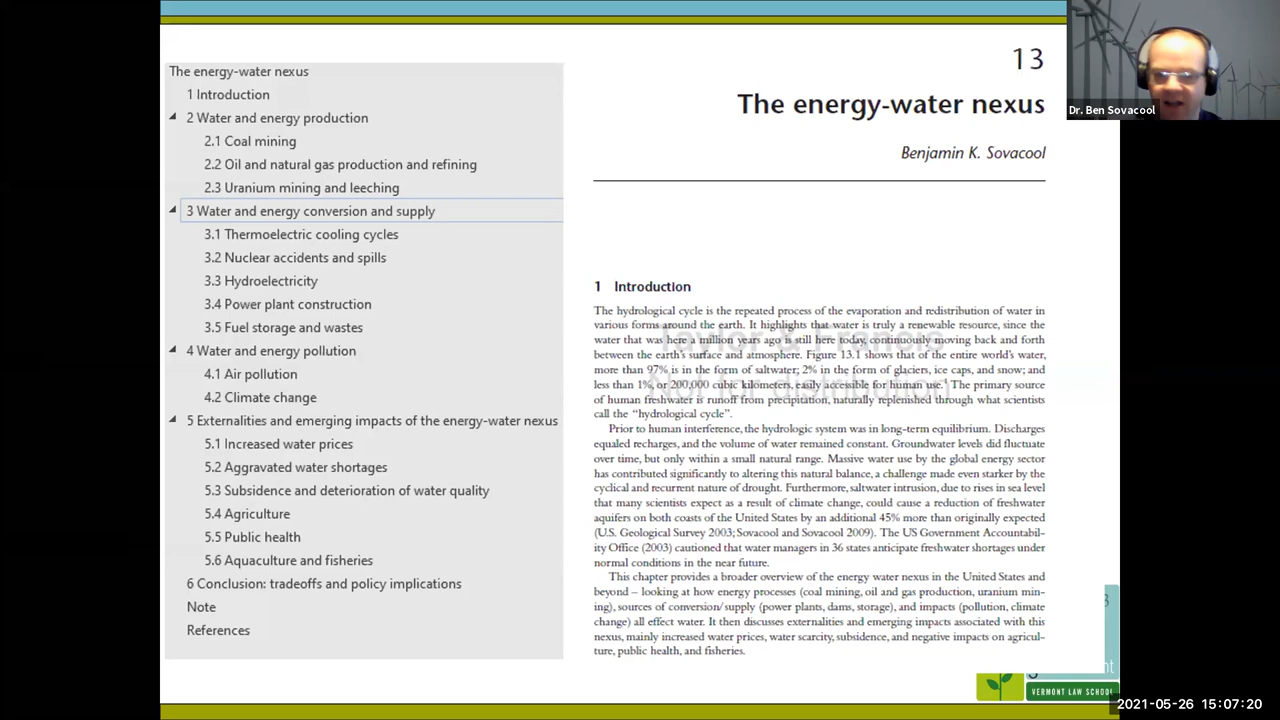 The energy-water nexus
1 Introduction
2 Water and energy production
2.1 Coal mining
2.2 Oil and natural gas production and refining
2.3 Uranium mining and leeching
3 Water and energy conversion and supply
3.1 Thermoelectric cooling cycles
3.2 Nuclear accidents and spills
3.3 Hydroelectricity
3.4 Power plant construction
3.5 Fuel storage and wastes
4 Water and energy pollution
4.1 Air pollution
4.2 Climate change
5 Externalities and emerging impacts of the energy-water nexus
5.1 Increased water prices
5.2 Aggravated water shortages
5.3 Subsidence and deterioration of water quality
5.4 Agriculture
5.5 Public health
5.6 Aquaculture and fisheries
6 Conclusion: tradeoffs and policy implications
Note
References
13
The energy-water nexus
Benjamin K. Sovacool
1 Introduction
The hydrological cycle is the repeated process of the evaporation and redistribution of water in
various forms around the earth. It highlights that water is truly a renewable resource, since the
water that was here a million years ago is still here today, continuously moving back and forth
between the earth's surface and atmosphere. Figure 13.1 shows that of the entire world's water,
more than 97% is in the form of saltwater; 2% in the form of glaciers, ice caps, and snow; and
less than 1%, or 200,000 cubic kilometers, easily accessible for human use.¹ The primary source
of human freshwater is runoff from precipitation, naturally replenished through what scientists
call the "hydrological cycle".
Prior to human interference, the hydrologic system was in long-term equilibrium. Discharges
equaled recharges, and the volume of water remained constant. Groundwater levels did fluctuate
over time, but only within a small natural range. Massive water use by the global energy sector
has contributed significantly to altering this natural balance, a challenge made even starker by the
cyclical and recurrent nature of drought. Furthermore, saltwater intrusion, due to rises in sea level
that many scientists expect as a result of climate change, could cause a reduction of freshwater
aquifers on both coasts of the United States by an additional 45% more than originally expected
(U.S. Geological Survey 2003; Sovacool and Sovacool 2009). The US Government Accountabil-
ity Office (2003) cautioned that water managers in 36 states anticipate freshwater shortages under
normal conditions in the near future.
This chapter provides a broader overview of the energy water nexus in the United States and
beyond – looking at how energy processes (coal mining, oil and gas production, uranium min-
ing), sources of conversion/supply (power plants, dams, storage), and impacts (pollution, climate
change) all effect water. It then discusses externalities and emerging impacts associated with this
nexus, mainly increased water prices, water scarcity, subsidence, and negative impacts on agricul-
ture, public health, and fisheries.
Taylor & Francis
Not for distribution
Dr. Ben Sovacool
VERMONT LAW SCHOOL
2021-05-26 15:07:20